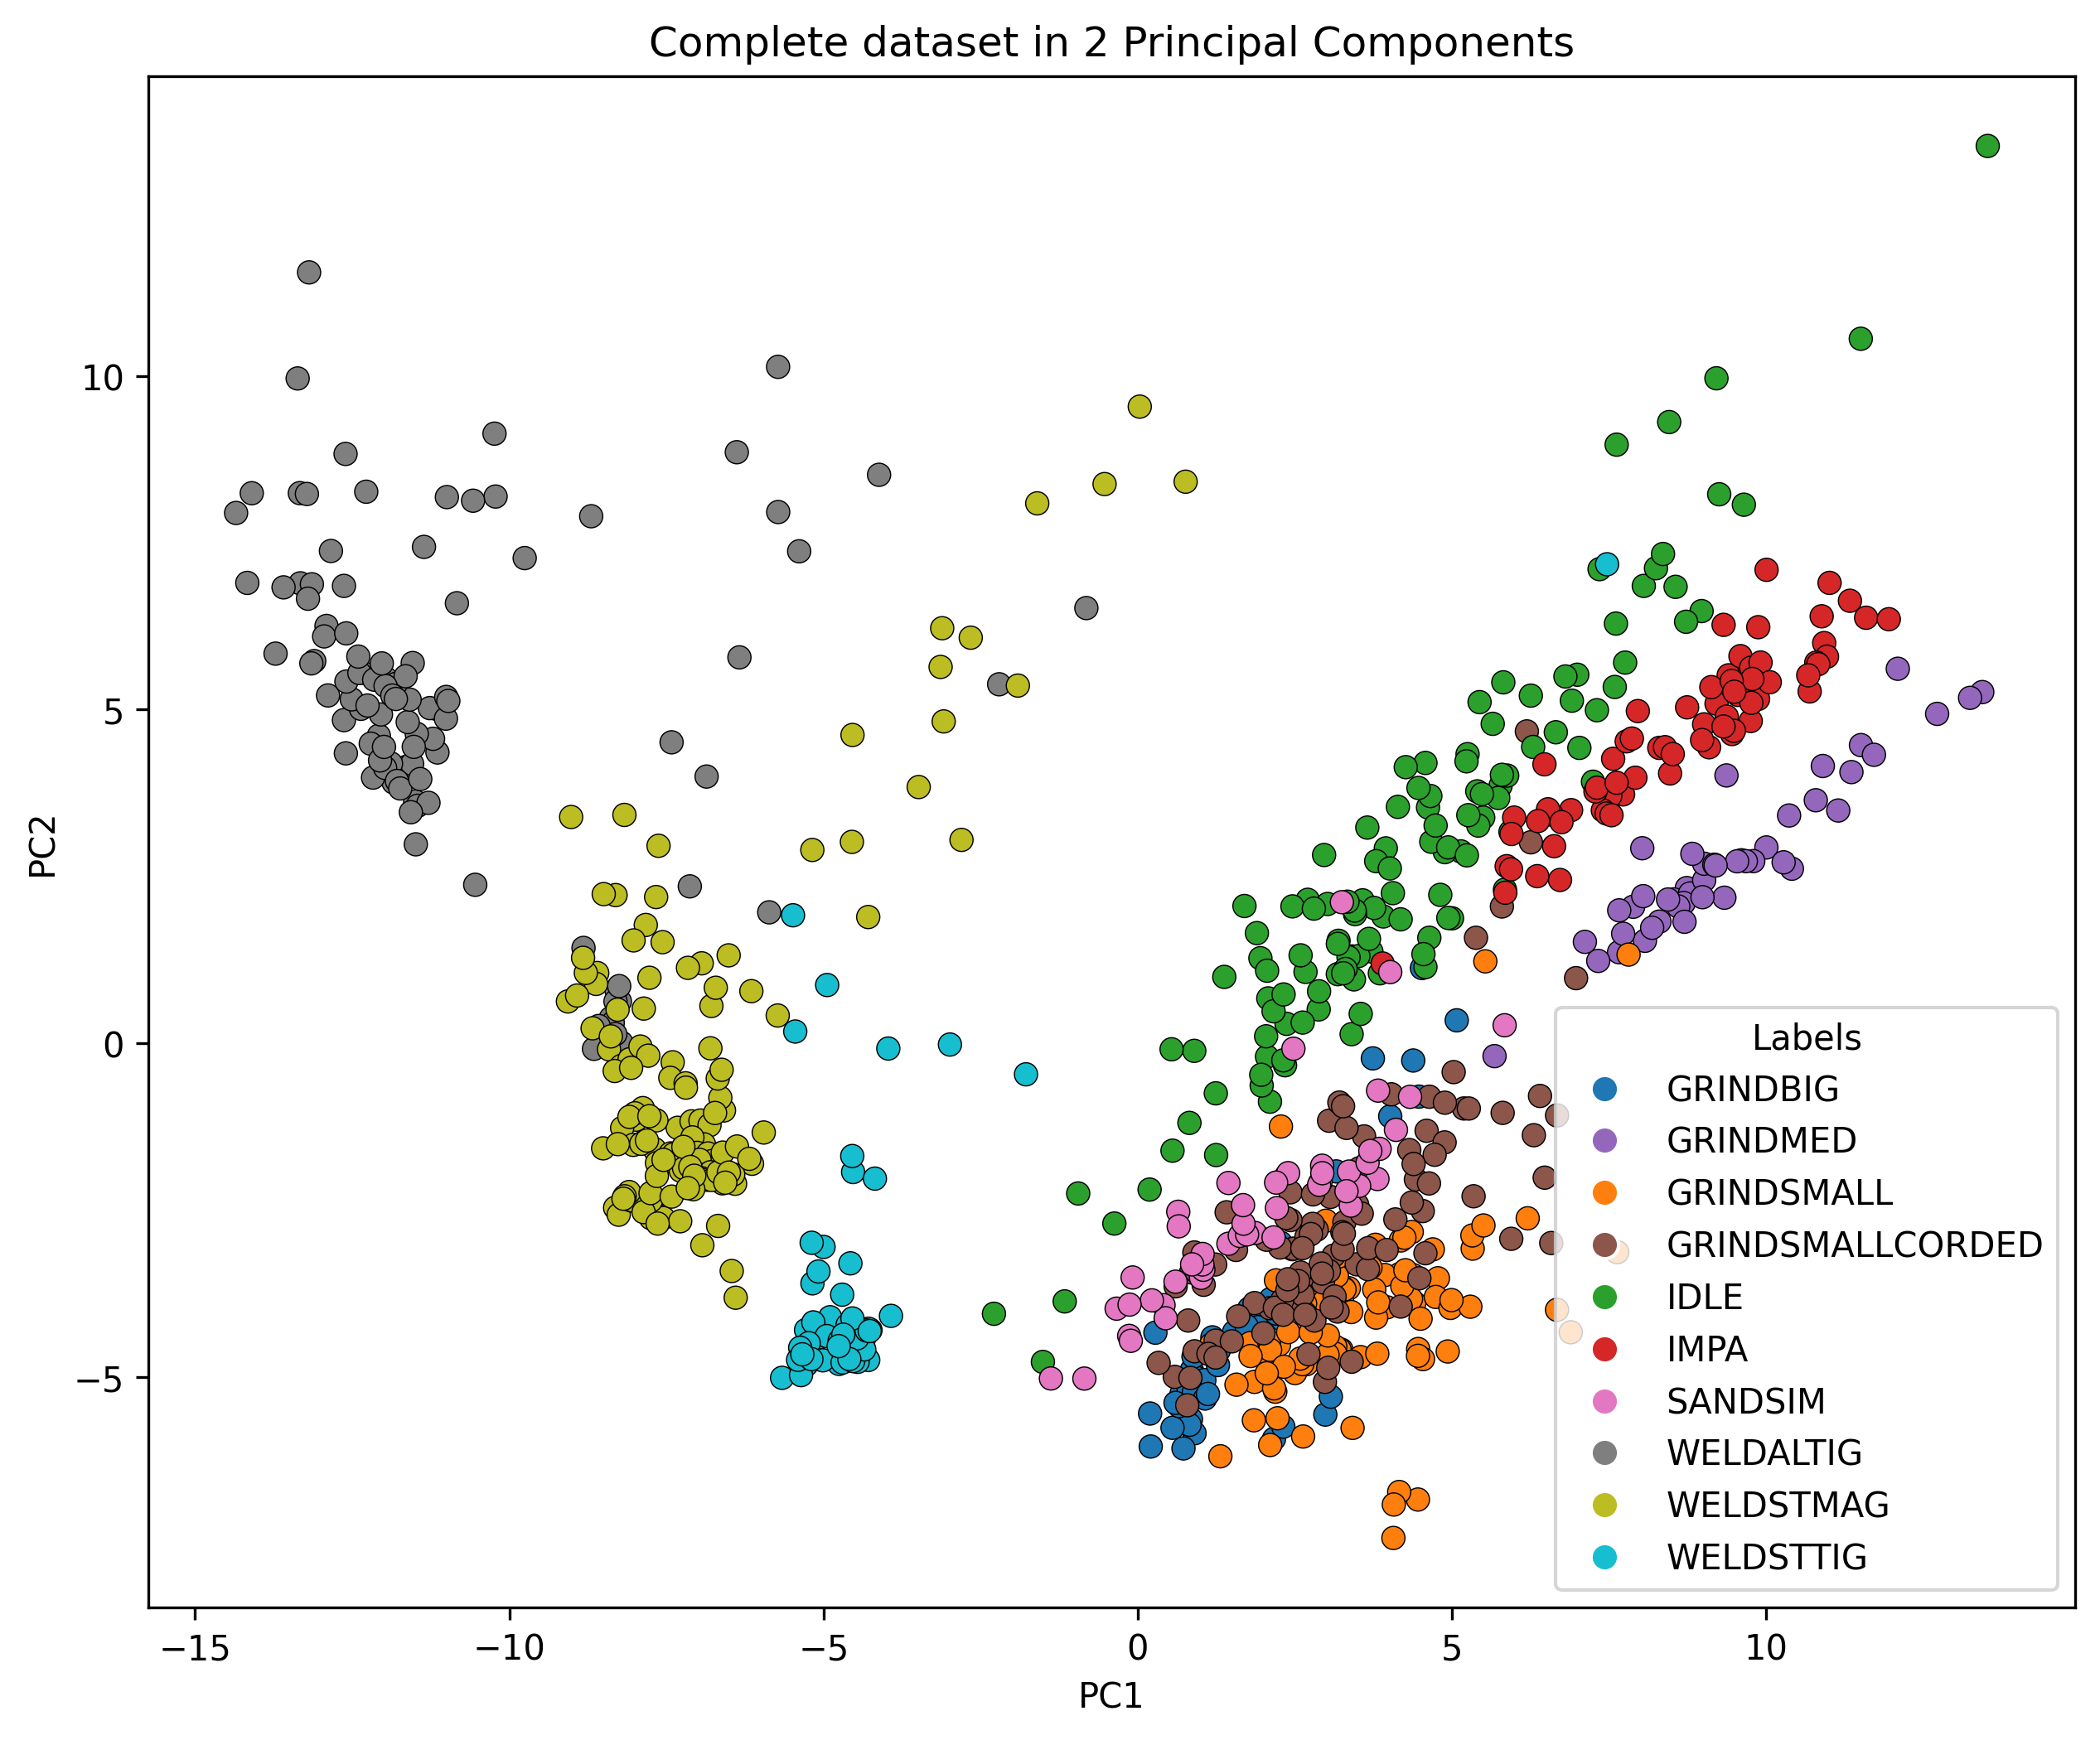 Complete dataset in 2 Principal Components
10
5
0
−5
PC2
−15
−10
−5
0
5
10
PC1
Labels
GRINDBIG
GRINDMED
GRINDSMALL
GRINDSMALLCORDED
IDLE
IMPA
SANDSIM
WELDALTIG
WELDSTMAG
WELDSTTIG